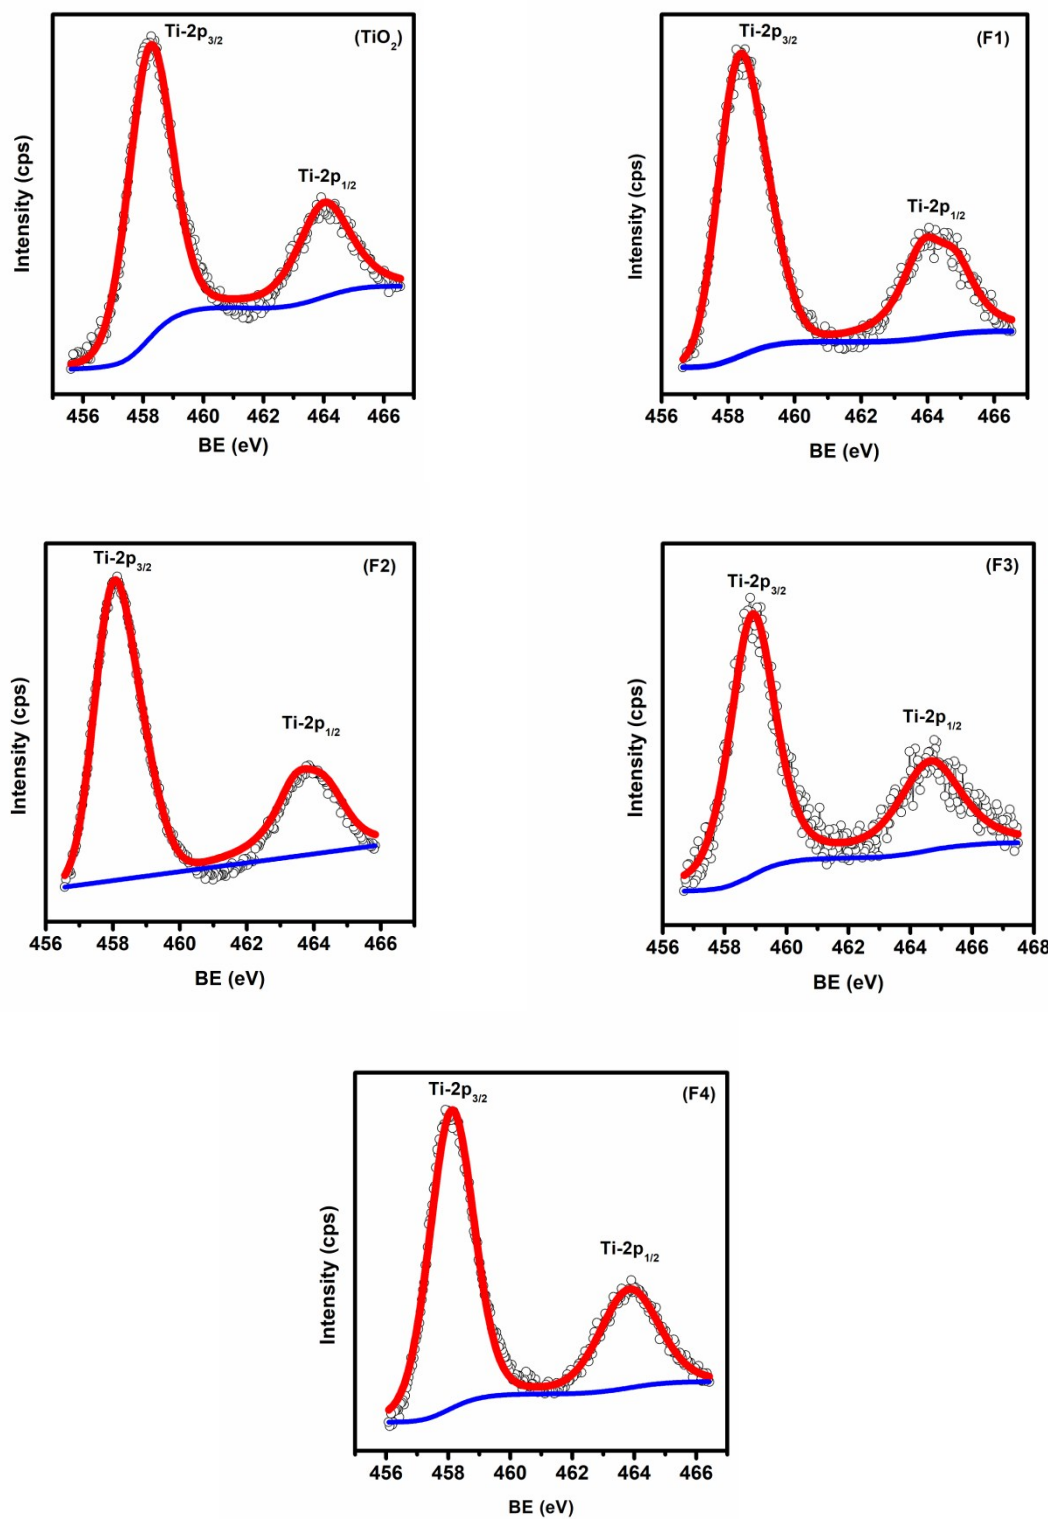 Ti-2p3/2
(TiO2)
Ti-2p1/2
Intensity (cps)
456 458 460 462 464 466
BE (eV)
Ti-2p3/2
(F1)
Ti-2p1/2
Intensity (cps)
456 458 460 462 464 466
BE (eV)
Ti-2p3/2
(F2)
Ti-2p1/2
Intensity (cps)
456 458 460 462 464 466
BE (eV)
Ti-2p3/2
(F3)
Ti-2p1/2
Intensity (cps)
456 458 460 462 464 466 468
BE (eV)
Ti-2p3/2
(F4)
Ti-2p1/2
Intensity (cps)
456 458 460 462 464 466
BE (eV)